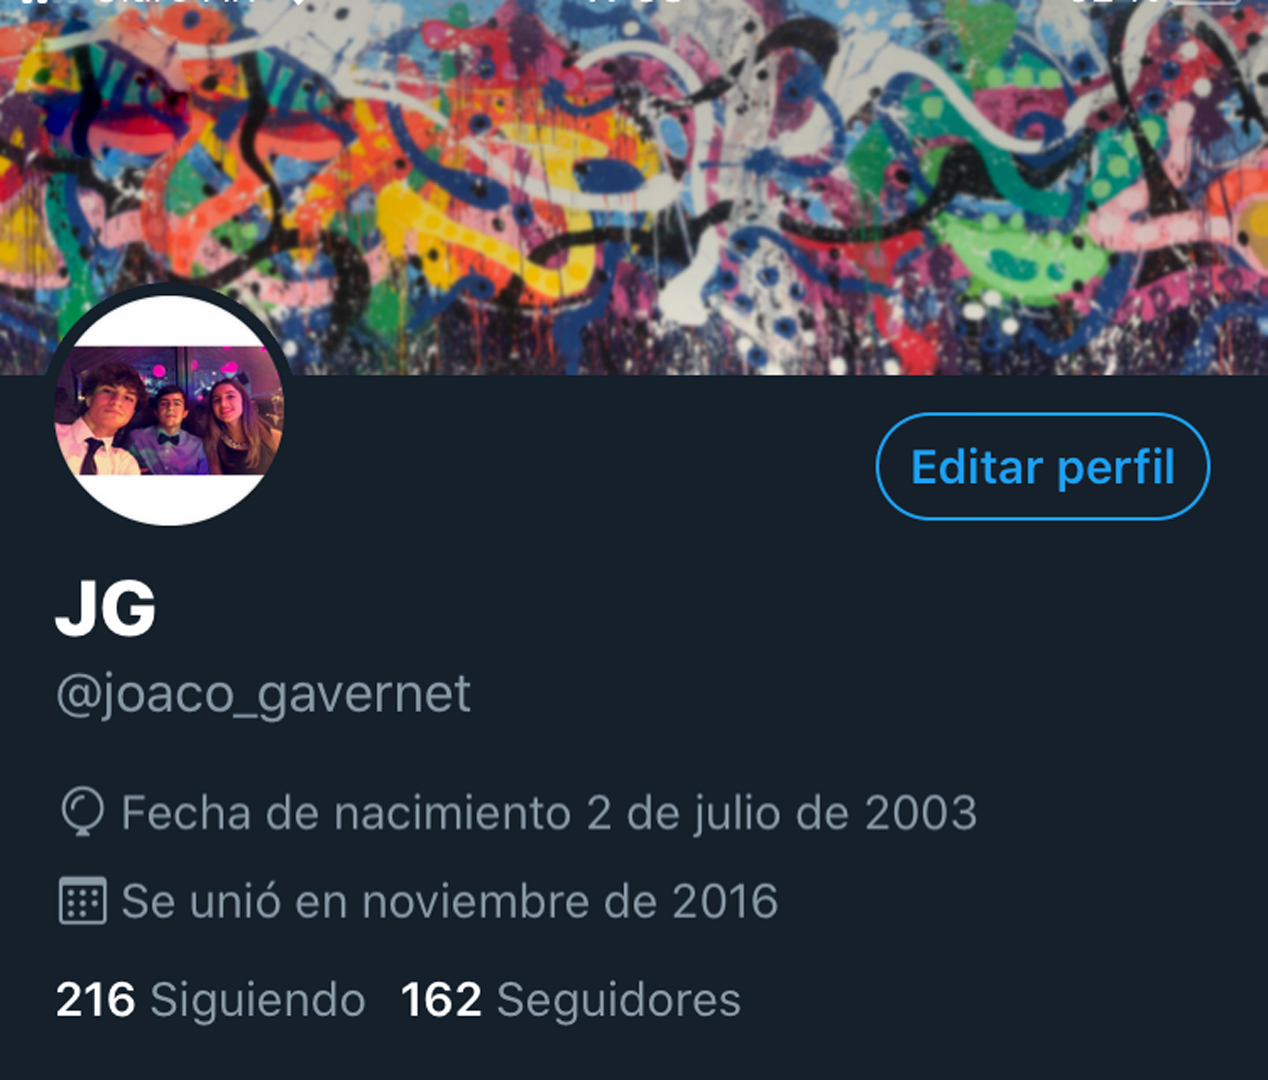 Editar perfil
JG
@joaco_gavernet
Fecha de nacimiento 2 de julio de 2003
Se unió en noviembre de 2016
216 Siguiendo 162 Seguidores